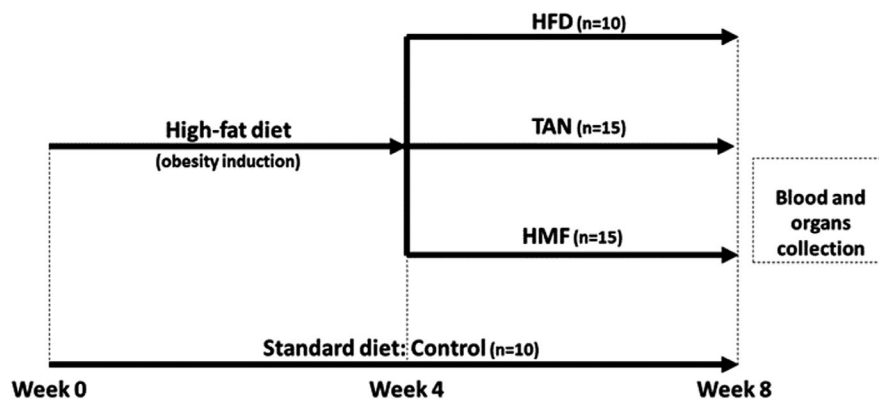 HFD (n=10)
High-fat diet
(obesity induction)
TAN (n=15)
Blood and
organs
collection
HMF (n=15)
Standard diet: Control (n=10)
Week 0
Week 4
Week 8